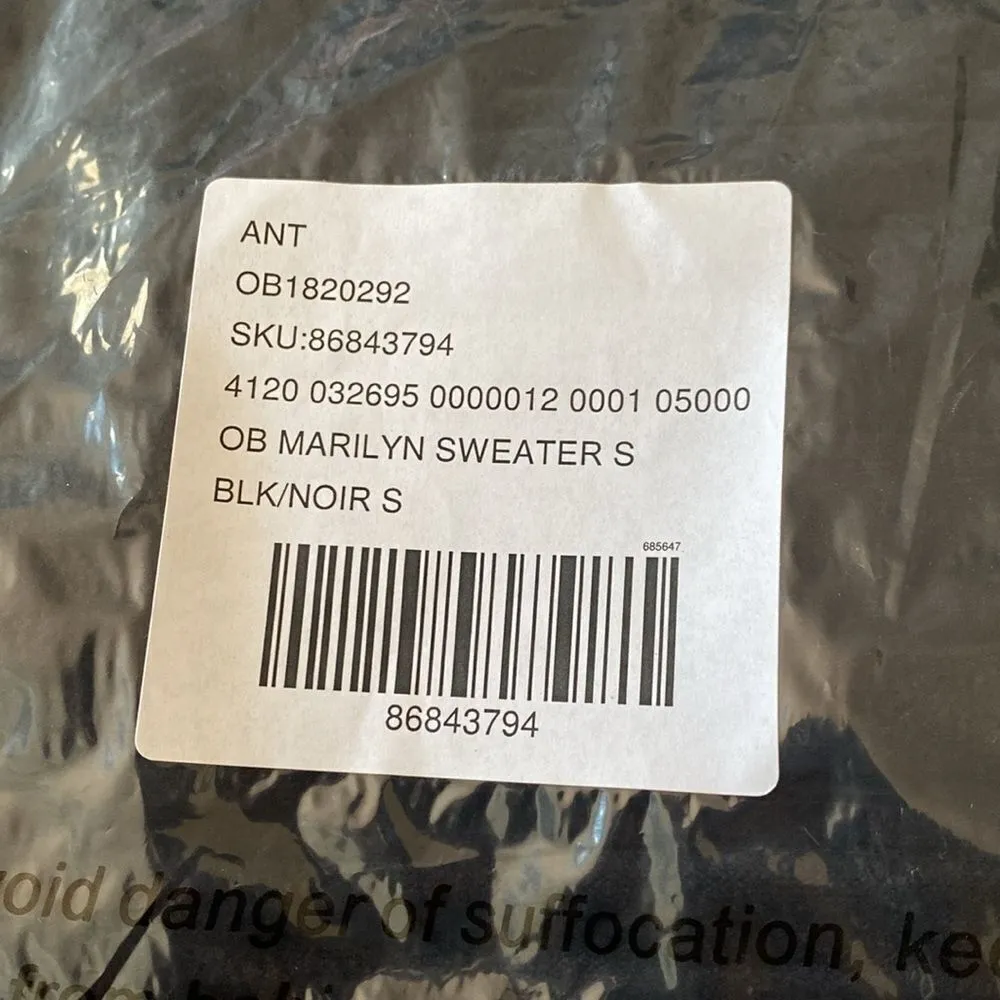 ANT
OB1820292
SKU:86843794
4120 032695 0000012 0001 05000
OB MARILYN SWEATER S
BLK/NOIR S
685647
86843794
danger of suffocation,
from